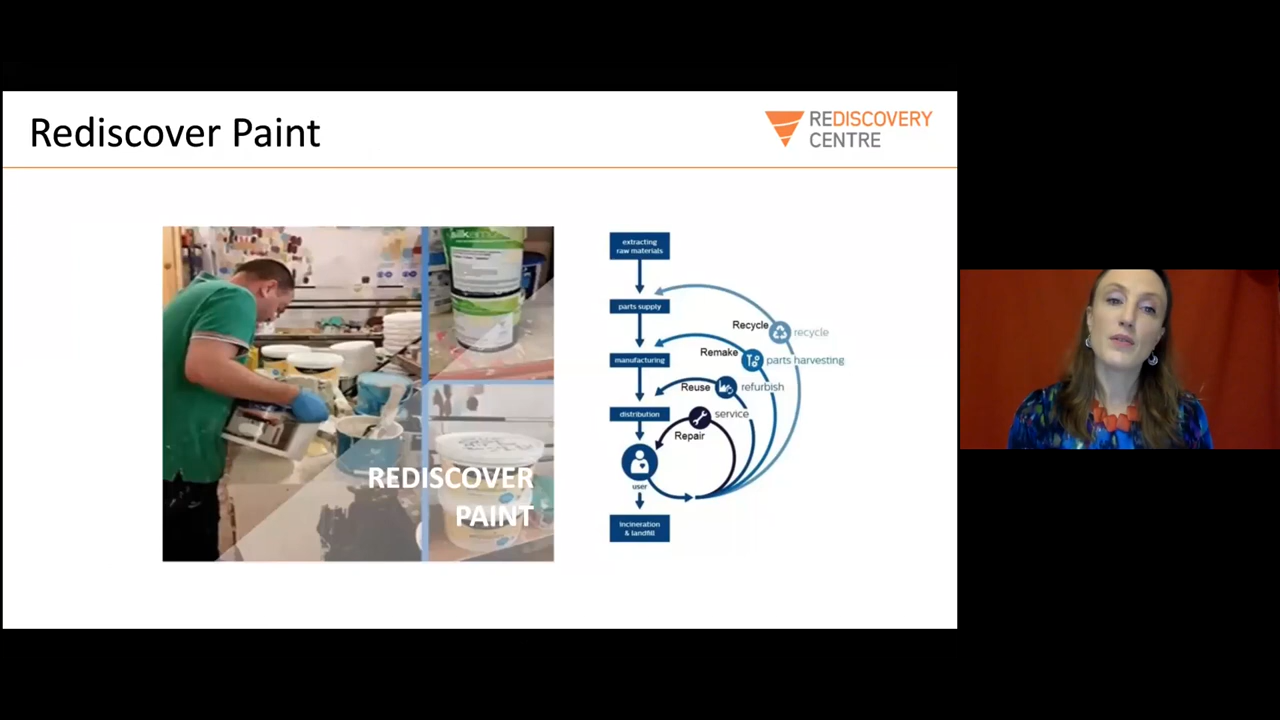 Rediscover Paint
REDISCOVERY
CENTRE
REDISCOVER
PAINT
extracting
raw materials
parts supply
Recycle
recycle
Remake
manufacturing
parts harvesting
Reuse
refurbish
distribution
service
Repair
user
incineration
& landfill